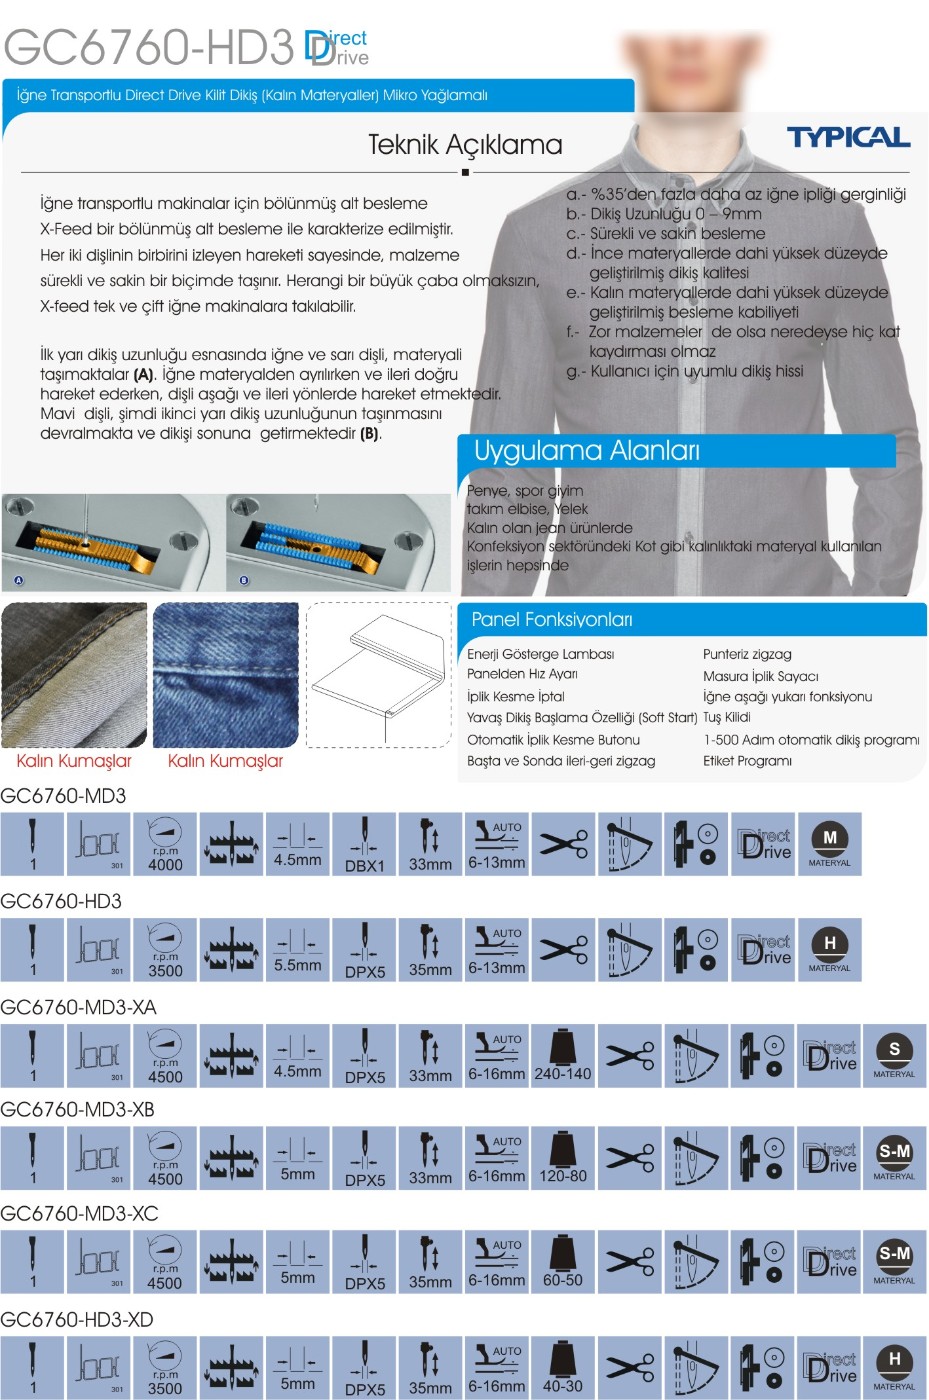 GC6760-HD3 Direct Drive
İğne Transportlu Direct Drive Kilit Dikiş (Kalın Materyaller) Mikro Yağlamalı
TYPICAL
Teknik Açıklama
İğne transportlu makinalar için bölünmüş alt besleme
X-Feed bir bölünmüş alt besleme ile karakterize edilmiştir.
Her iki dişlinin birbirini izleyen hareketi sayesinde, malzeme
sürekli ve sakin bir biçimde taşınır. Herangi bir büyük çaba olmaksızın,
X-feed tek ve çift iğne makinalara takılabilir.
İlk yarı dikiş uzunluğu esnasında iğne ve sarı dişli, materyali
taşımaktalar (A). İğne materyalden ayrılırken ve ileri doğru
hareket ederken, dişli aşağı ve ileri yönlerde hareket etmektedir.
Mavi dişli, şimdi ikinci yarı dikiş uzunluğunun taşınmasını
devralmakta ve dikişi sonuna getirmektedir (B).
a.- %35'den fazla daha az iğne ipliği gerginliği
b.- Dikiş Uzunluğu 0 – 9mm
c.- Sürekli ve sakin besleme
d.- İnce materyallerde dahi yüksek düzeyde
geliştirilmiş dikiş kalitesi
e.- Kalın materyallerde dahi yüksek düzeyde
geliştirilmiş besleme kabiliyeti
f.- Zor malzemeler de olsa neredeyse hiç kat
kaydırması olmaz
g.- Kullanıcı için uyumlu dikiş hissi
Uygulama Alanları
Penye, spor giyim
takım elbise, Yelek
Kalın olan jean ürünlerde
Konfeksiyon sektöründeki Kot gibi kalınlıktaki materyal kullanılan
işlerin hepsinde
A
B
Kalın Kumaşlar
Kalın Kumaşlar
Panel Fonksiyonları
Enerji Gösterge Lambası
Panelden Hız Ayarı
İplik Kesme İptal
Yavaş Dikiş Başlama Özelliği (Soft Start)
Otomatik İplik Kesme Butonu
Başta ve Sonda ileri-geri zigzag
Punteriz zigzag
Masura İplik Sayacı
İğne aşağı yukarı fonksiyonu
Tuş Kilidi
1-500 Adım otomatik dikiş programı
Etiket Programı
GC6760-MD3
1 301 r.p.m 4000 4.5mm DBX1 33mm AUTO 6-13mm Direct Drive M MATERYAL
GC6760-HD3
1 301 r.p.m 3500 5.5mm DPX5 35mm AUTO 6-13mm Direct Drive H MATERYAL
GC6760-MD3-XA
1 301 r.p.m 4500 4.5mm DPX5 33mm AUTO 6-16mm 240-140 Direct Drive S MATERYAL
GC6760-MD3-XB
1 301 r.p.m 4500 5mm DPX5 33mm AUTO 6-16mm 120-80 Direct Drive S-M MATERYAL
GC6760-MD3-XC
1 301 r.p.m 4500 5mm DPX5 35mm AUTO 6-16mm 60-50 Direct Drive S-M MATERYAL
GC6760-HD3-XD
1 301 r.p.m 3500 5mm DPX5 35mm AUTO 6-16mm 40-30 Direct Drive H MATERYAL